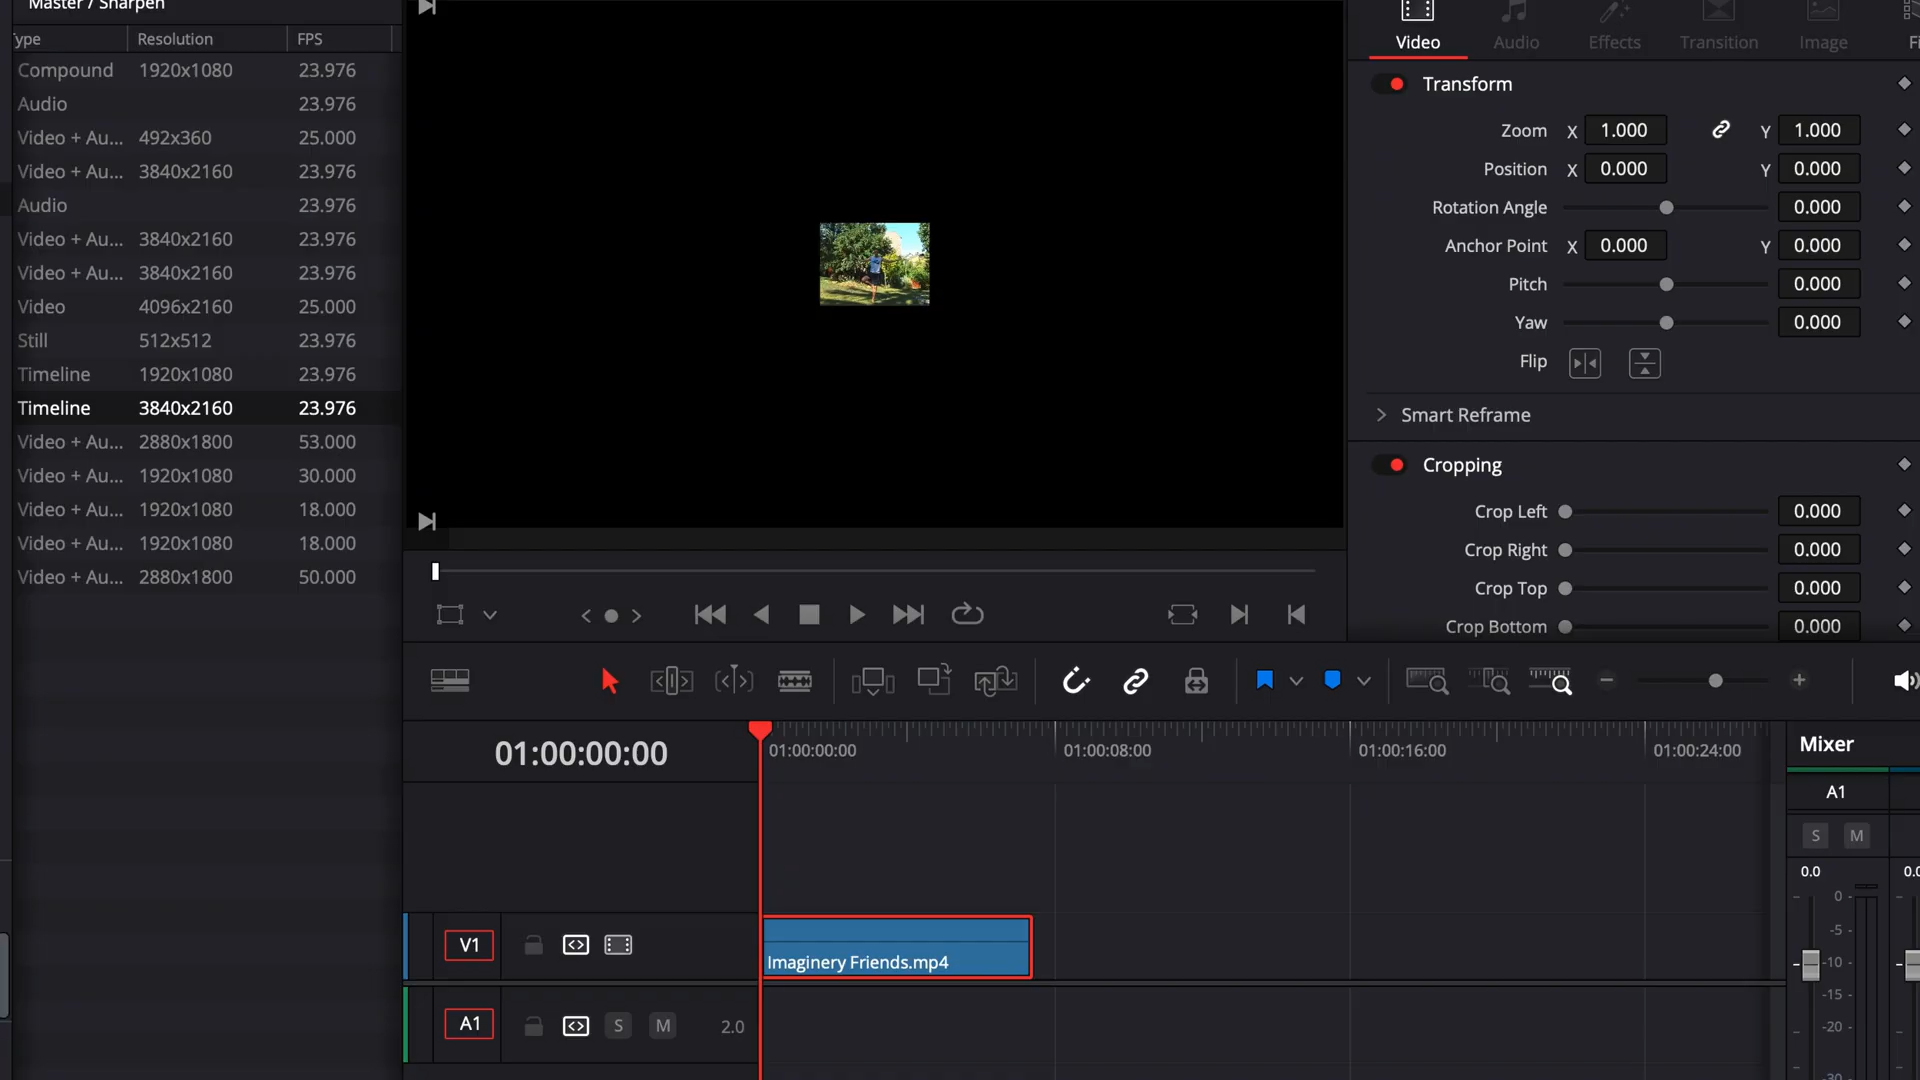 Master / Sharpen
Type Resolution FPS
Compound 1920x1080 23.976
Audio 23.976
Video + Au... 492x360 25.000
Video + Au... 3840x2160 23.976
Audio 23.976
Video + Au... 3840x2160 23.976
Video + Au... 3840x2160 23.976
Video 4096x2160 25.000
Still 512x512 23.976
Timeline 1920x1080 23.976
Timeline 3840x2160 23.976
Video + Au... 2880x1800 53.000
Video + Au... 1920x1080 30.000
Video + Au... 1920x1080 18.000
Video + Au... 1920x1080 18.000
Video + Au... 2880x1800 50.000
Video Audio Effects Transition Image Fi
Transform
Zoom X 1.000 Y 1.000
Position X 0.000 Y 0.000
Rotation Angle 0.000
Anchor Point X 0.000 Y 0.000
Pitch 0.000
Yaw 0.000
Flip
Smart Reframe
Cropping
Crop Left 0.000
Crop Right 0.000
Crop Top 0.000
Crop Bottom 0.000
01:00:00:00
01:00:00:00 01:00:08:00 01:00:16:00 01:00:24:00
V1
Imaginery Friends.mp4
A1 S M 2.0
Mixer
A1
S M
0.0 0.0
0
-5
-10
-15
-20
-30